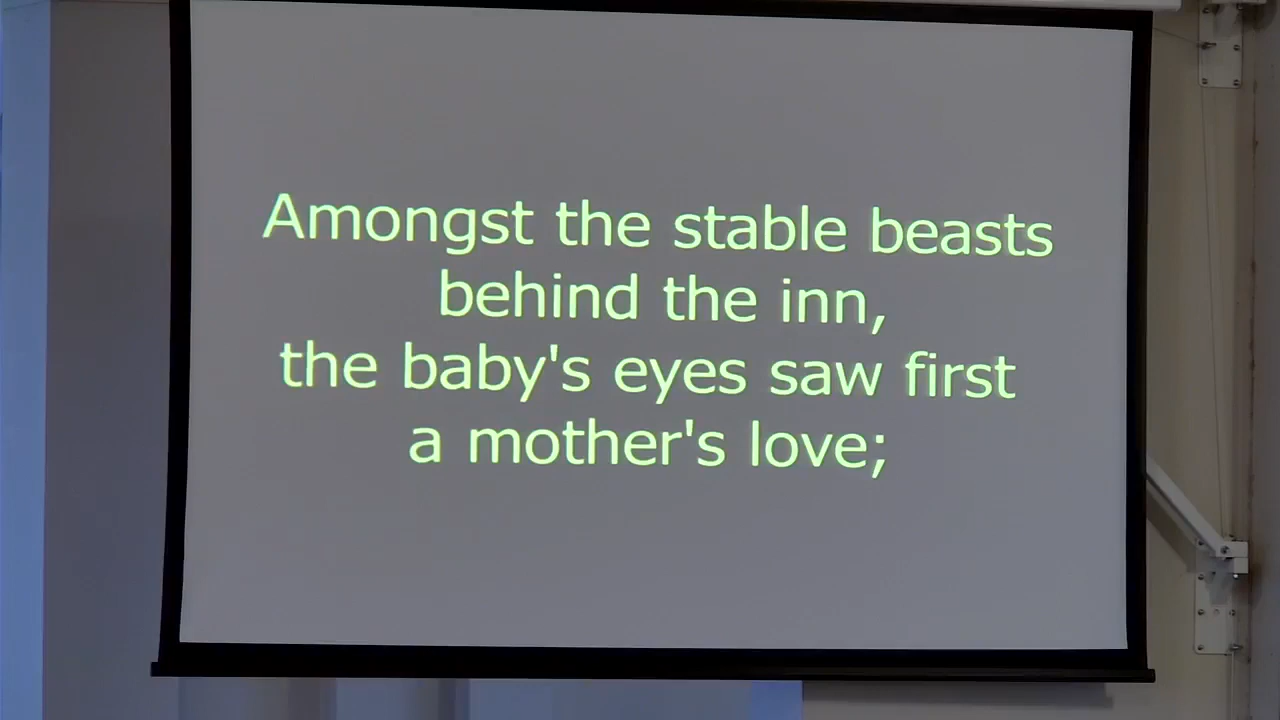 Amongst the stable beasts
behind the inn,
the baby's eyes saw first
a mother's love;